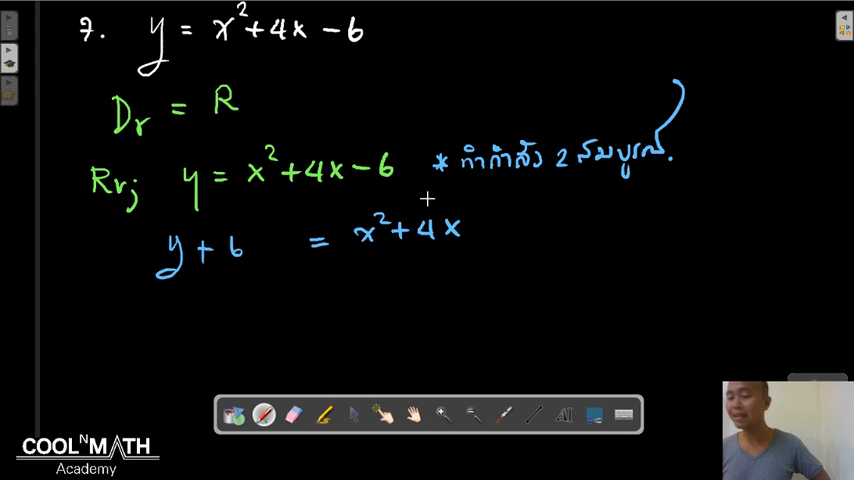 7. y = x²+4x-6
Dr = R
Rr; y = x²+4x-6 * ทำกำลัง 2 สมบูรณ์.
y + 6 = x²+4x
AI
COOLᴺMATH
Academy